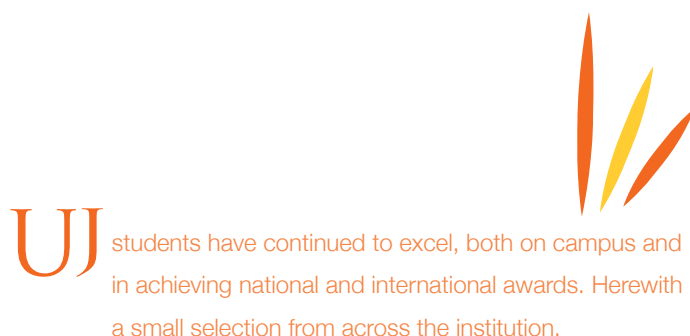 UJ students have continued to excel, both on campus and
in achieving national and international awards. Herewith
a small selection from across the institution.